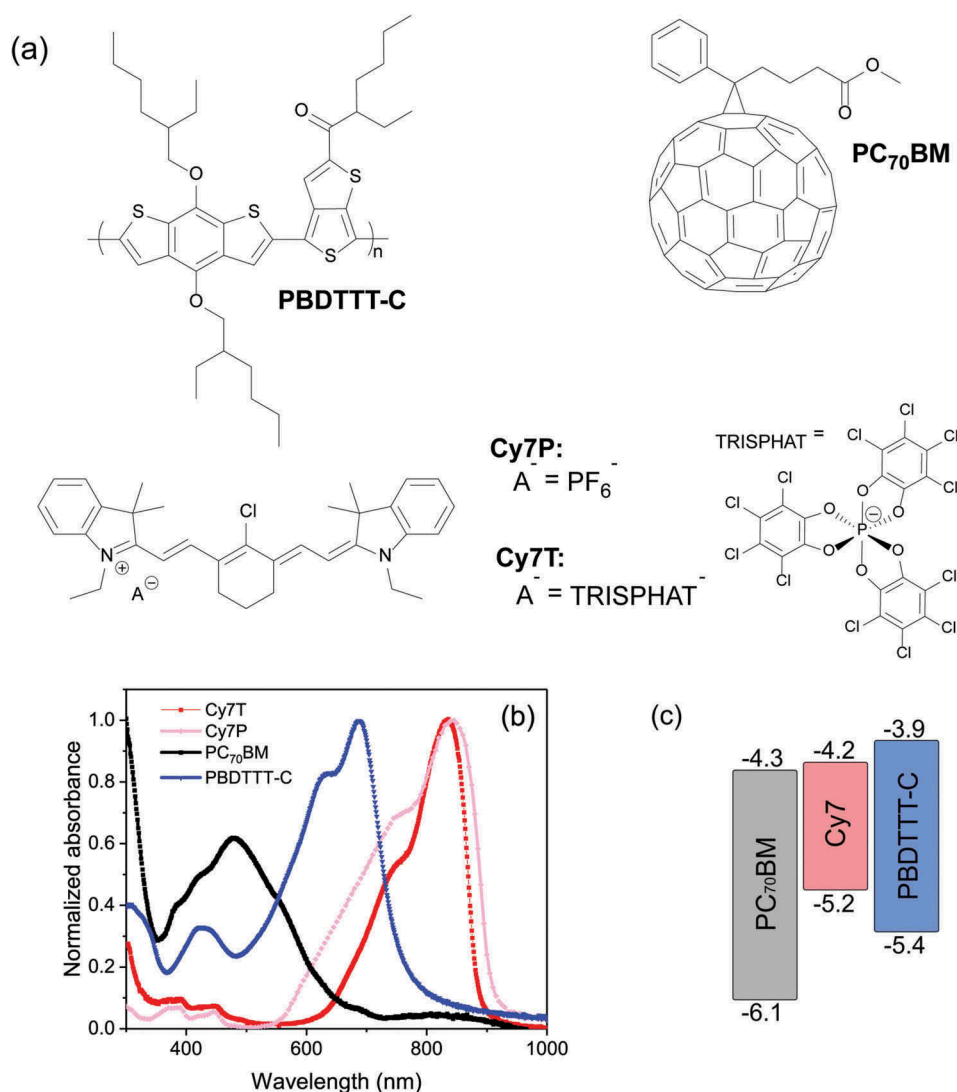 (a)
O
O
S
S
S
S
O
n
PBDTTT-C
O
O
PC₇₀BM
Cl
N
⊕
A⊖
N
Cy7P:
A⁻ = PF₆⁻
Cy7T:
A⁻ = TRISPHAT⁻
TRISPHAT =
Cl
Cl
Cl
Cl
Cl
Cl
Cl
Cl
O
O
O
O
P
⊖
O
O
Cl
Cl
Cl
Cl
(b)
Cy7T
Cy7P
PC₇₀BM
PBDTTT-C
Normalized absorbance
1.0
0.8
0.6
0.4
0.2
0.0
400 600 800 1000
Wavelength (nm)
(c)
-4.3 -4.2 -3.9
PC₇₀BM
Cy7
PBDTTT-C
-6.1 -5.2 -5.4